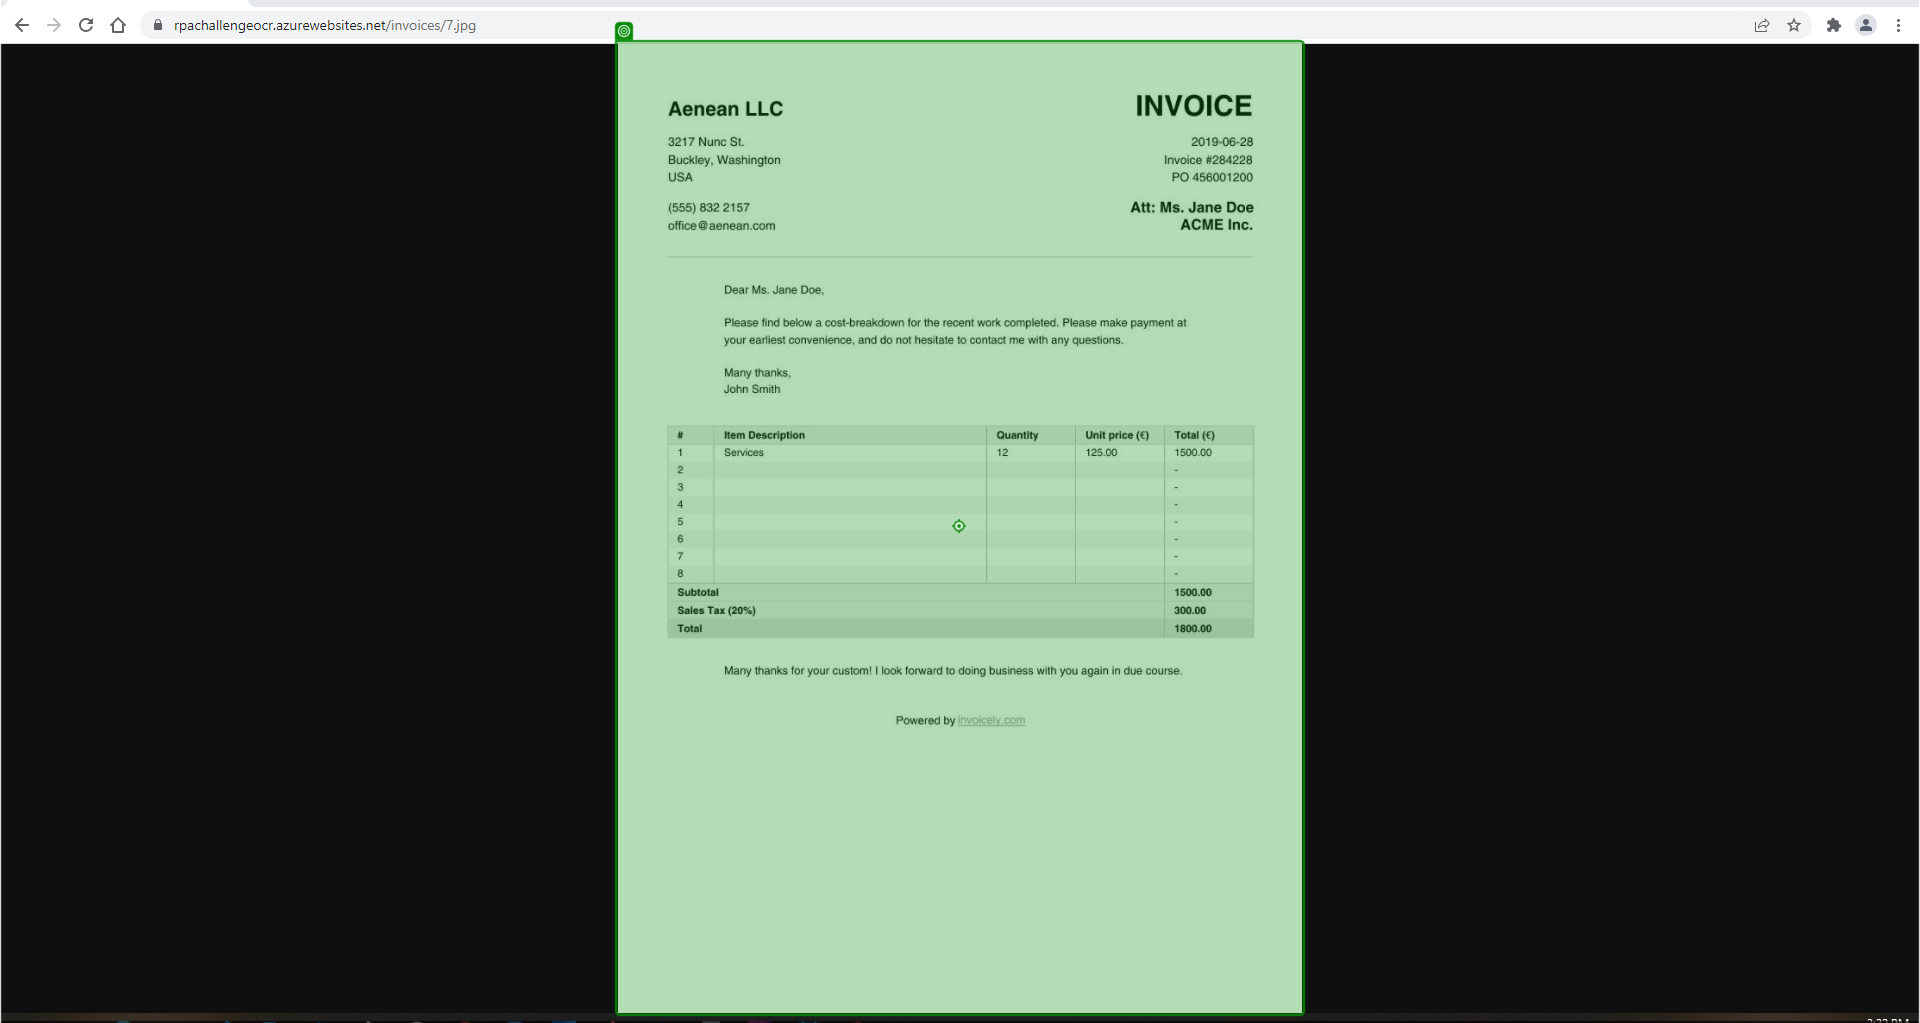 rpachallengeocr.azurewebsites.net/invoices/7.jpg
Aenean LLC
INVOICE
3217 Nunc St.
Buckley, Washington
USA
2019-06-28
Invoice #284228
PO 456001200
(555) 832 2157
office@aenean.com
Att: Ms. Jane Doe
ACME Inc.
Dear Ms. Jane Doe,
Please find below a cost-breakdown for the recent work completed. Please make payment at
your earliest convenience, and do not hesitate to contact me with any questions.
Many thanks,
John Smith
# Item Description Quantity Unit price (€) Total (€)
1 Services 12 125.00 1500.00
2 -
3 -
4 -
5 -
6 -
7 -
8 -
Subtotal 1500.00
Sales Tax (20%) 300.00
Total 1800.00
Many thanks for your custom! I look forward to doing business with you again in due course.
Powered by invoicely.com